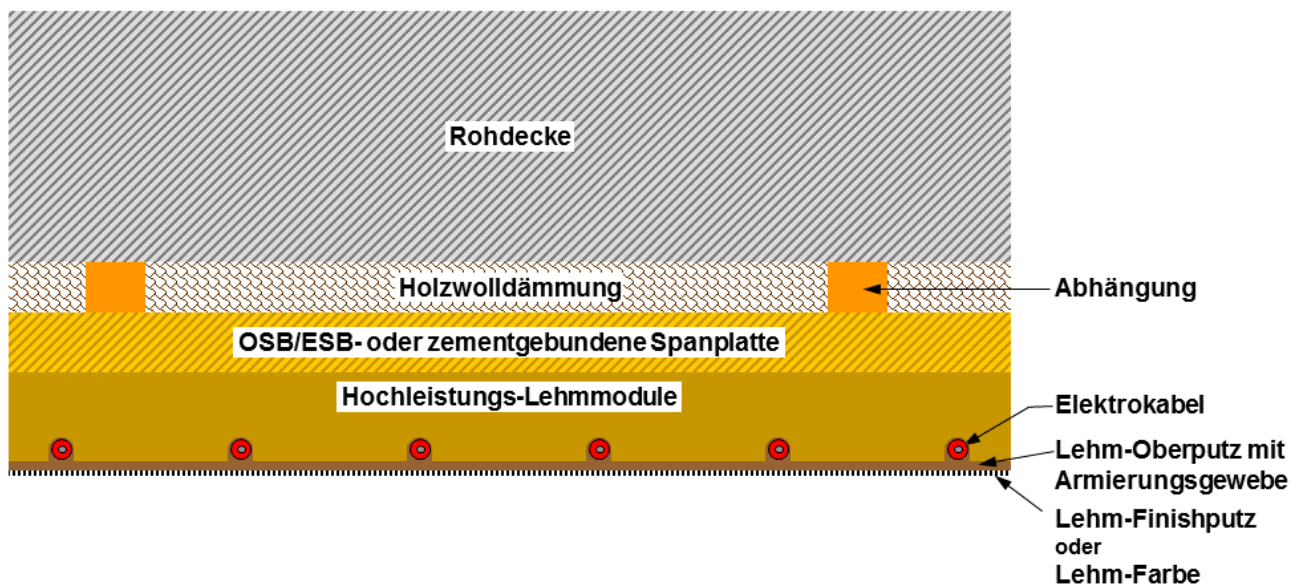 Rohdecke
Holzwolldämmung
Abhängung
OSB/ESB- oder zementgebundene Spanplatte
Hochleistungs-Lehmmodule
Elektrokabel
Lehm-Oberputz mit
Armierungsgewebe
Lehm-Finishputz
oder
Lehm-Farbe